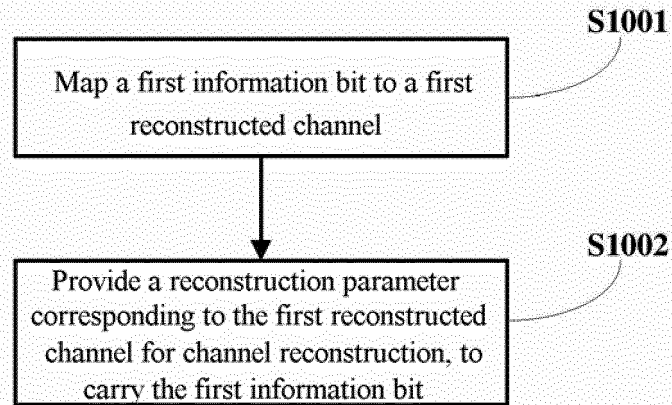 S1001
Map a first information bit to a first
reconstructed channel
S1002
Provide a reconstruction parameter
corresponding to the first reconstructed
channel for channel reconstruction, to
carry the first information bit